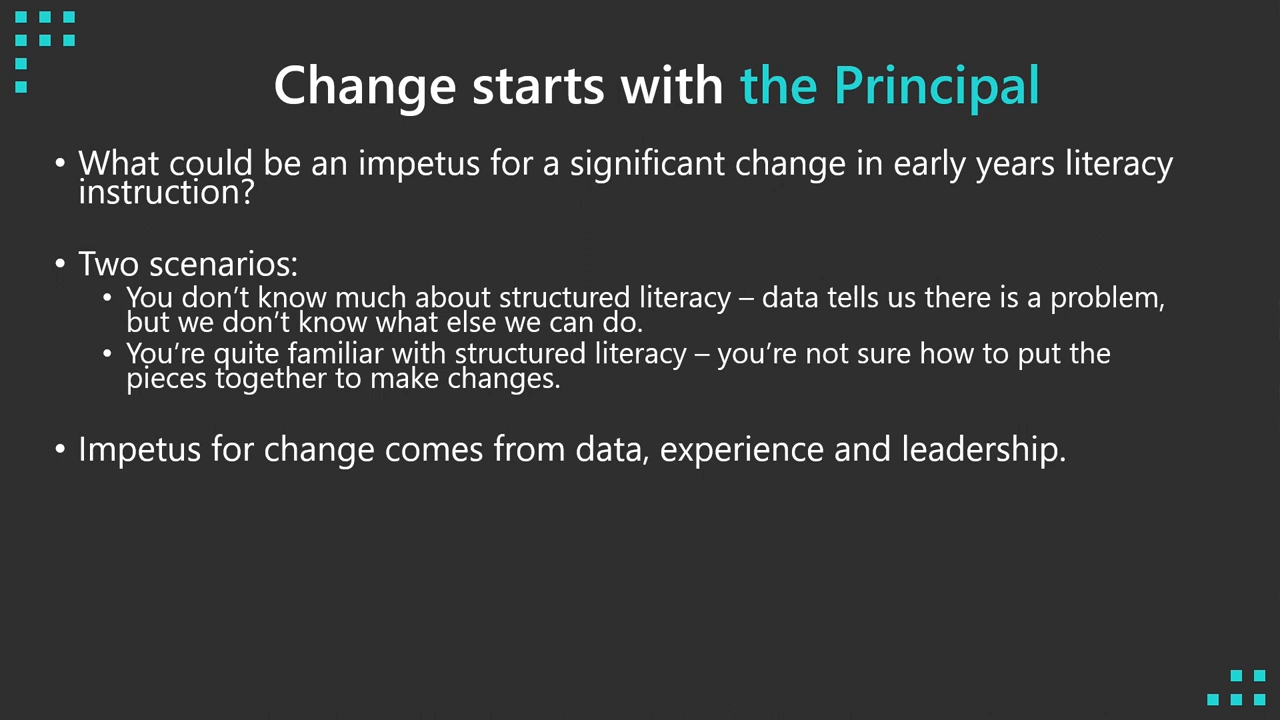 Change starts with the Principal
• What could be an impetus for a significant change in early years literacy
instruction?
• Two scenarios:
• You don’t know much about structured literacy – data tells us there is a problem,
but we don’t know what else we can do.
• You’re quite familiar with structured literacy – you’re not sure how to put the
pieces together to make changes.
• Impetus for change comes from data, experience and leadership.